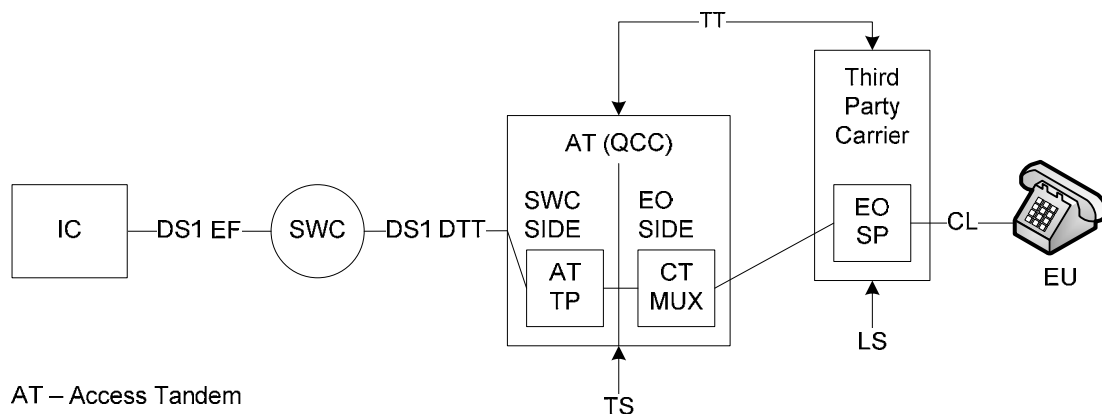 TT
Third
Party
Carrier
AT (QCC)
SWC
SIDE
EO
SIDE
IC
DS1 EF
SWC
DS1 DTT
AT
TP
CT
MUX
EO
SP
CL
EU
LS
TS
AT – Access Tandem